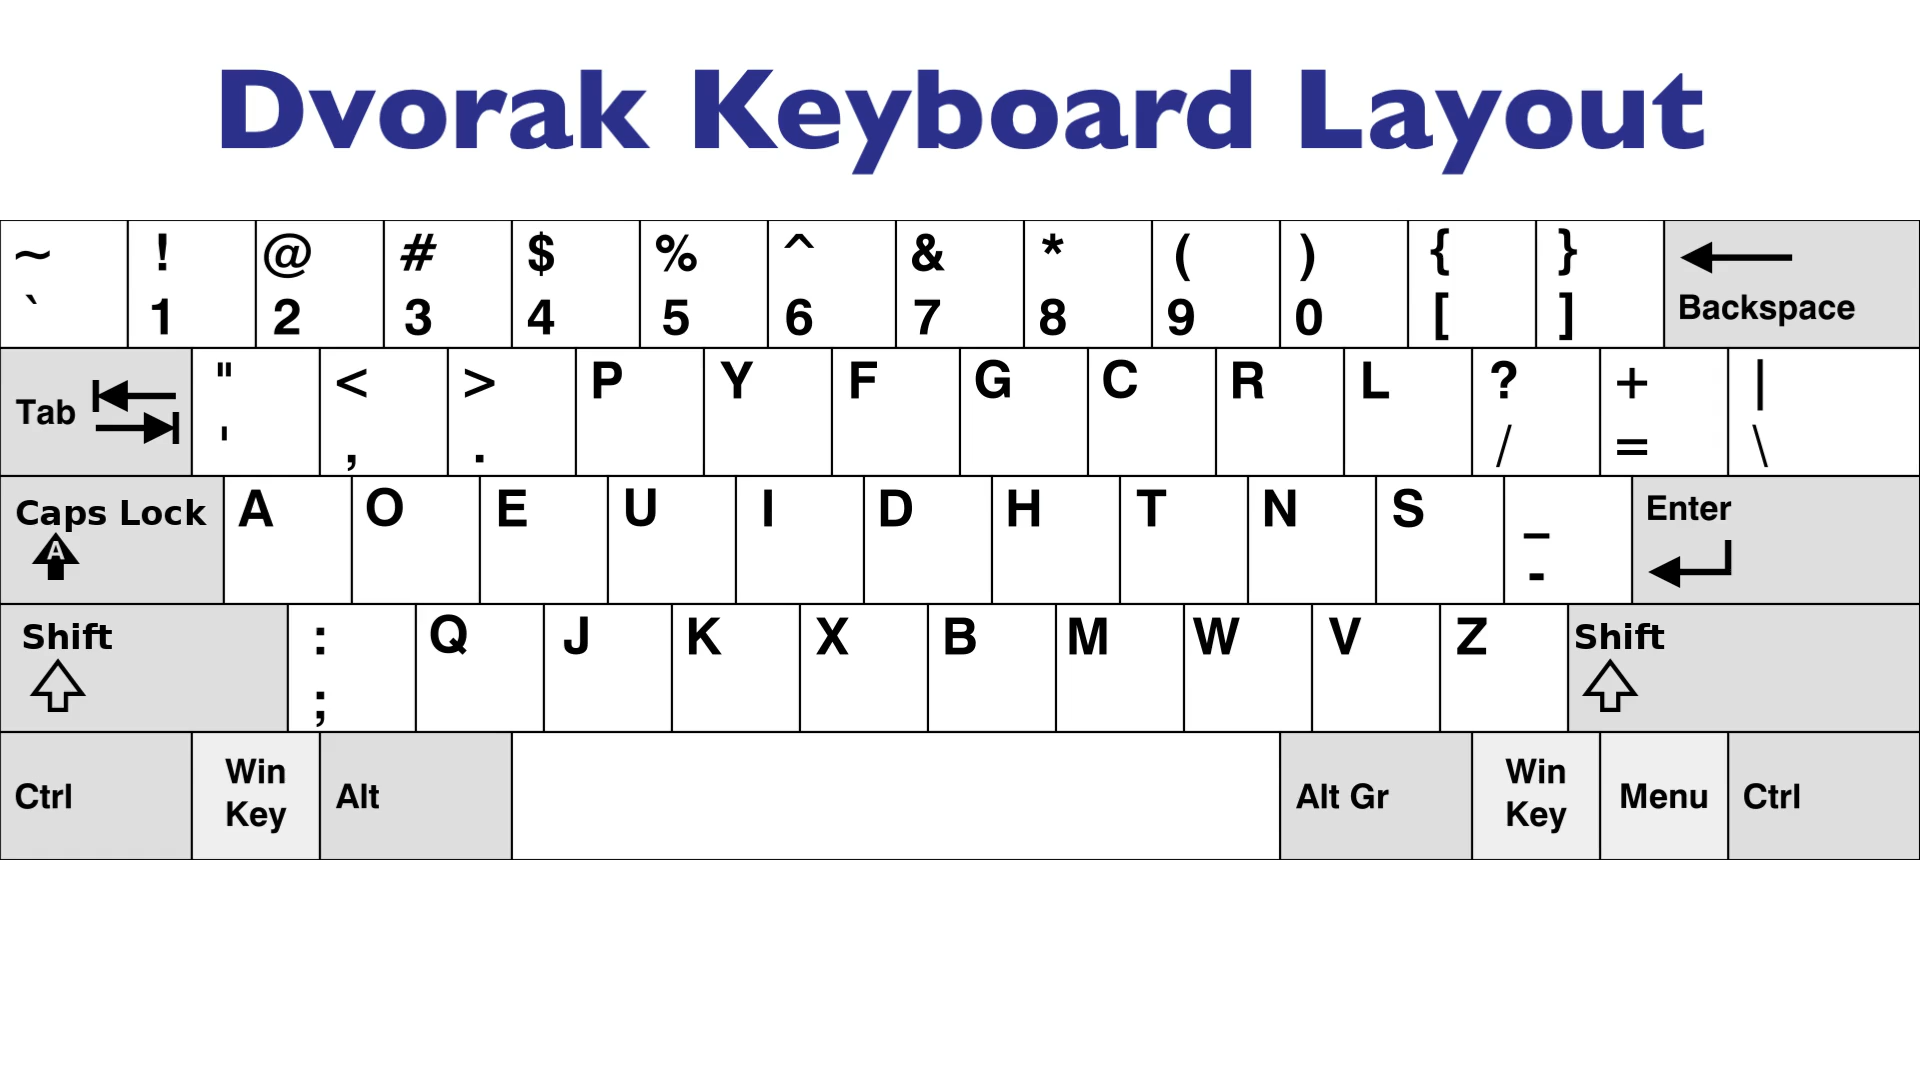 Dvorak Keyboard Layout
~ ! @ # $ % ^ & * ( ) { }
` 1 2 3 4 5 6 7 8 9 0 [ ] Backspace
Tab " < > P Y F G C R L ? + |
' , . / = \
Caps Lock A O E U I D H T N S _ Enter
A -
Shift : Q J K X B M W V Z Shift
;
Ctrl Win Key Alt Alt Gr Win Key Menu Ctrl